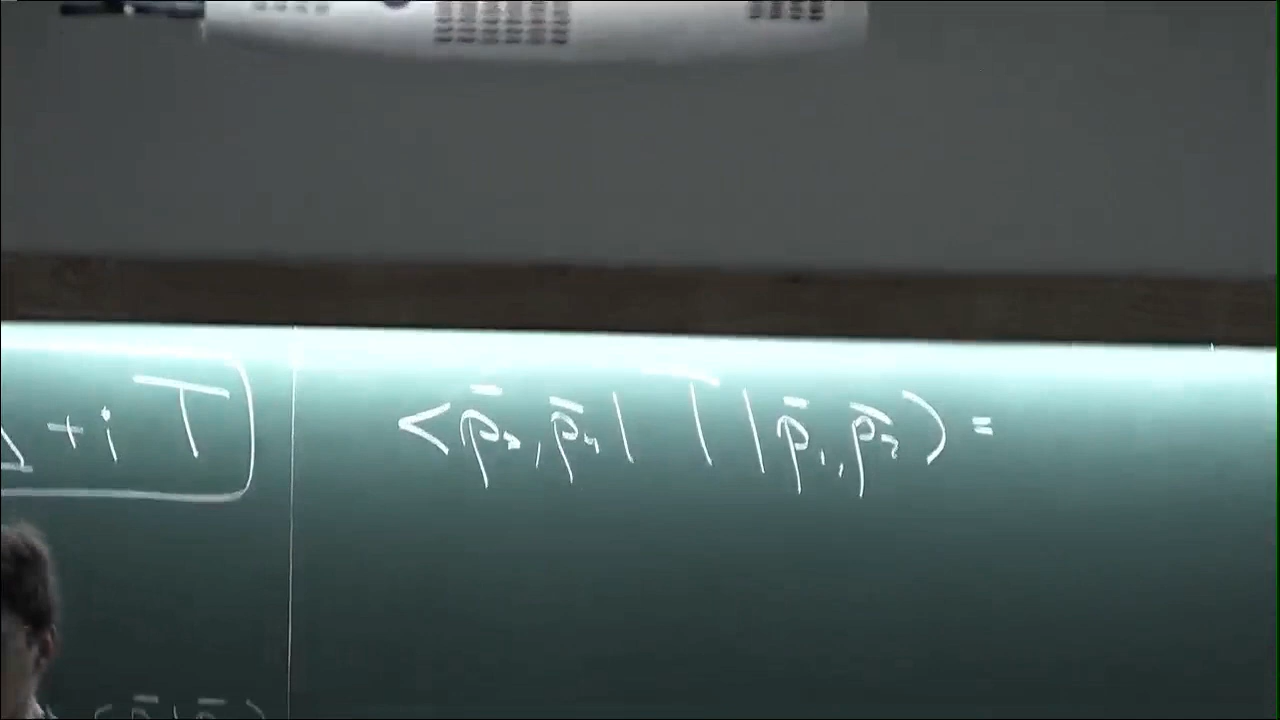 + i T
< p̄₃, p̄₄ | T | p̄₁, p̄₂ ⟩ =